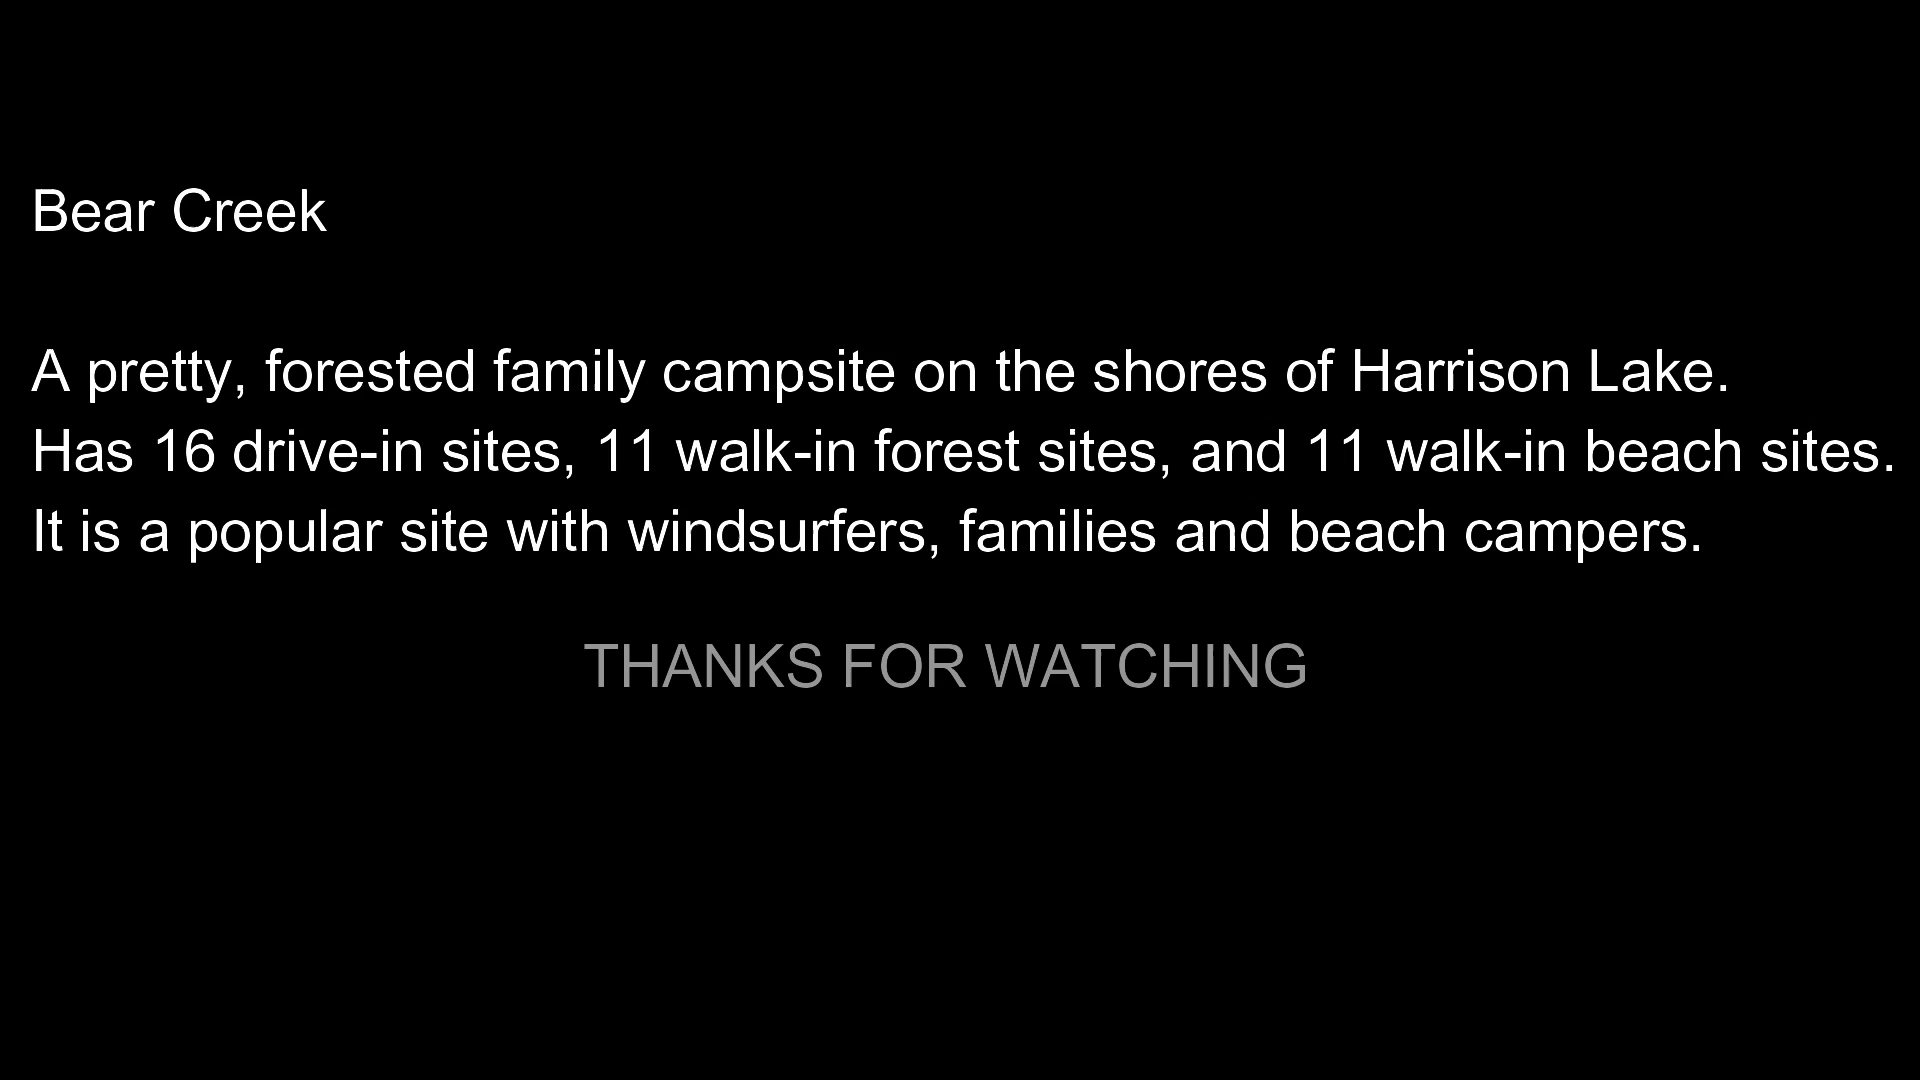 Bear Creek
A pretty, forested family campsite on the shores of Harrison Lake.
Has 16 drive-in sites, 11 walk-in forest sites, and 11 walk-in beach sites.
It is a popular site with windsurfers, families and beach campers.
THANKS FOR WATCHING